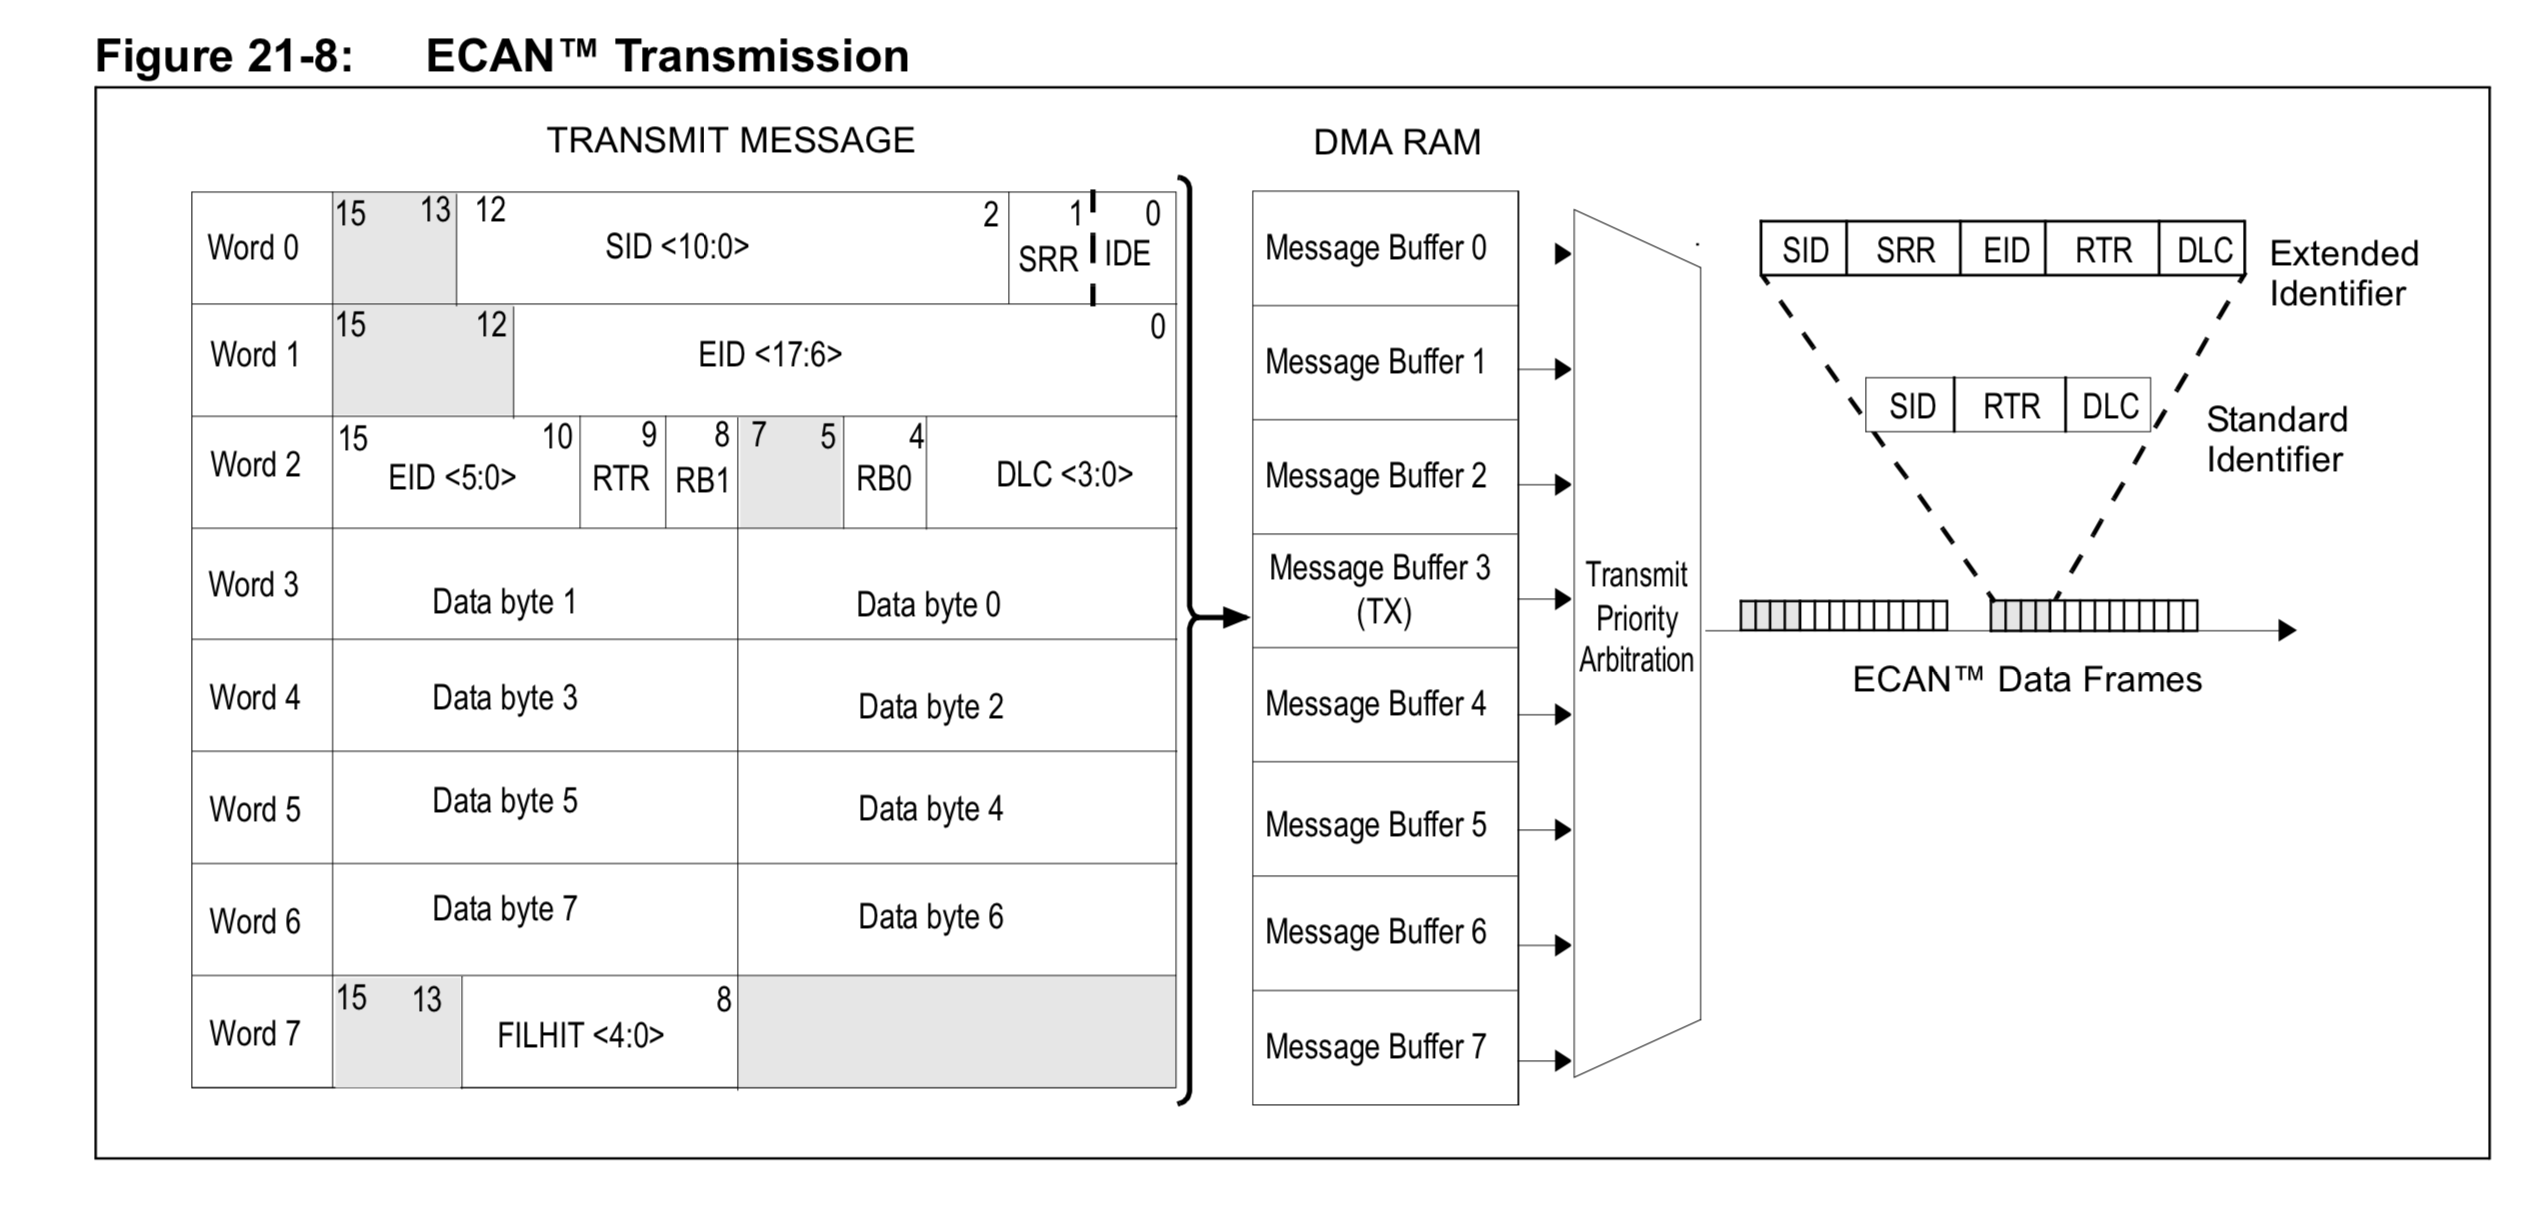 Figure 21-8: ECAN™ Transmission
TRANSMIT MESSAGE
Word 0
15 13 12 2 1 0
SID <10:0>
SRR IDE
Word 1
15 12 0
EID <17:6>
Word 2
15 10 9 8 7 5 4
EID <5:0> RTR RB1 RB0 DLC <3:0>
Word 3
Data byte 1 Data byte 0
Word 4
Data byte 3 Data byte 2
Word 5
Data byte 5 Data byte 4
Word 6
Data byte 7 Data byte 6
Word 7
15 13 8
FILHIT <4:0>
DMA RAM
Message Buffer 0
Message Buffer 1
Message Buffer 2
Message Buffer 3
(TX)
Message Buffer 4
Message Buffer 5
Message Buffer 6
Message Buffer 7
Transmit
Priority
Arbitration
SID SRR EID RTR DLC
Extended
Identifier
SID RTR DLC
Standard
Identifier
ECAN™ Data Frames